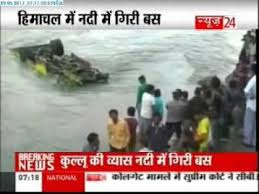 हिमाचल में नदी में गिरी बस
न्यूज़ 24
BREAKING NEWS
कुल्लू की व्यास नदी में गिरी बस
07:18
NATIONAL
कोलगेट मामले में सुप्रीम कोर्ट ने सीबी